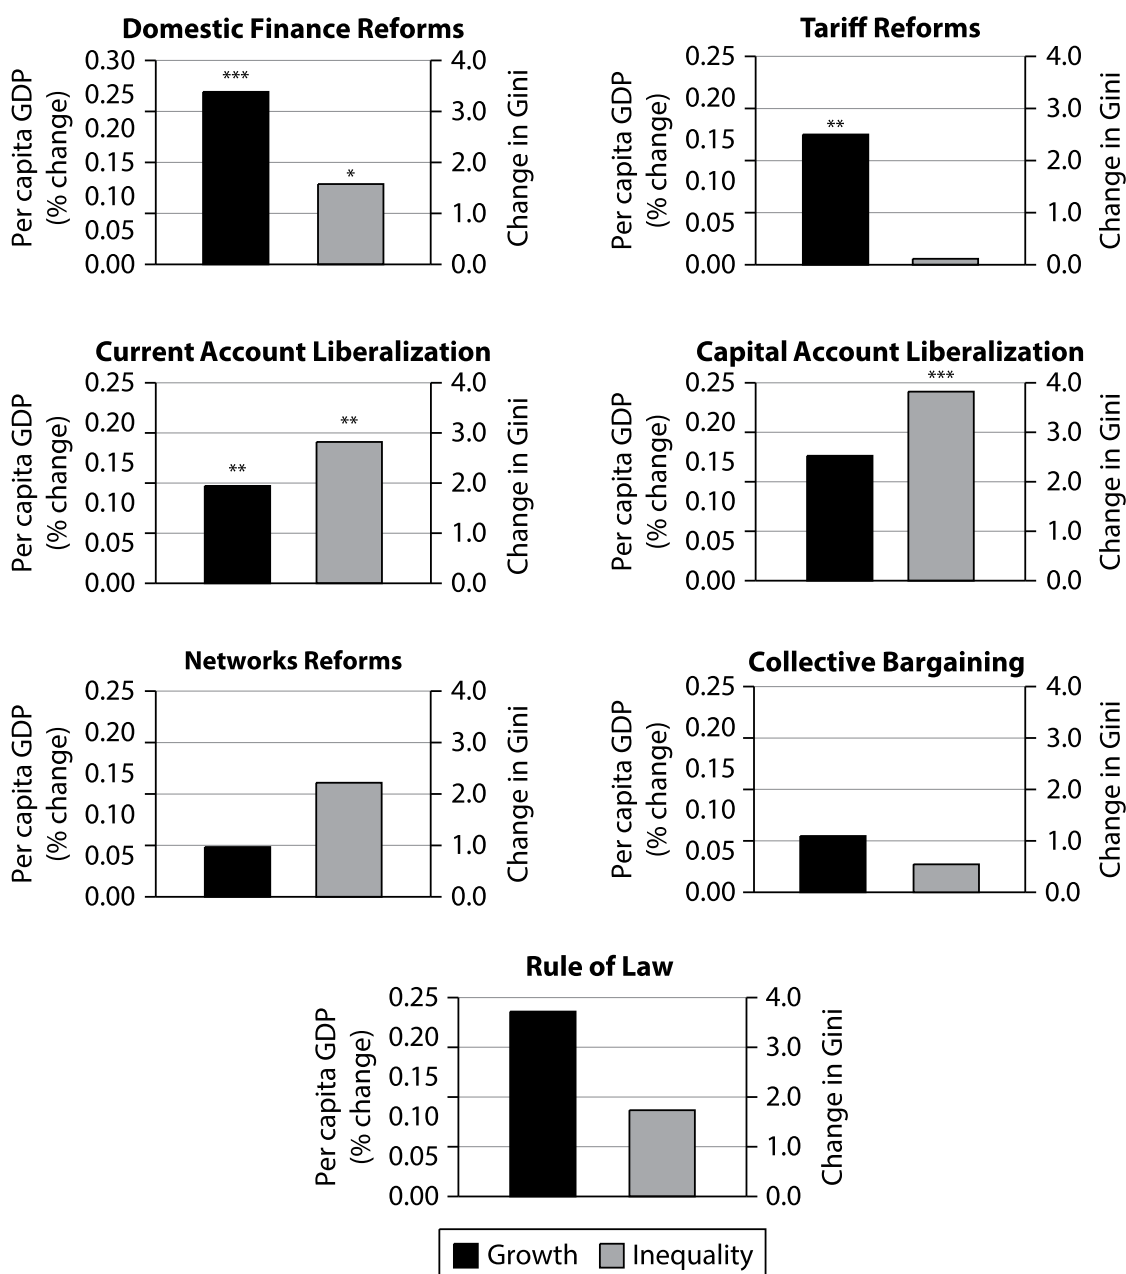 Domestic Finance Reforms
Per capita GDP
(% change)
0.30
0.25
0.20
0.15
0.10
0.05
0.00
***
*
4.0
3.0
2.0
1.0
0.0
Change in Gini
Tariff Reforms
Per capita GDP
(% change)
0.25
0.20
0.15
0.10
0.05
0.00
**
4.0
3.0
2.0
1.0
0.0
Change in Gini
Current Account Liberalization
Per capita GDP
(% change)
0.25
0.20
0.15
0.10
0.05
0.00
**
**
4.0
3.0
2.0
1.0
0.0
Change in Gini
Capital Account Liberalization
Per capita GDP
(% change)
0.25
0.20
0.15
0.10
0.05
0.00
***
4.0
3.0
2.0
1.0
0.0
Change in Gini
Networks Reforms
Per capita GDP
(% change)
0.25
0.20
0.15
0.10
0.05
0.00
4.0
3.0
2.0
1.0
0.0
Change in Gini
Collective Bargaining
Per capita GDP
(% change)
0.25
0.20
0.15
0.10
0.05
0.00
4.0
3.0
2.0
1.0
0.0
Change in Gini
Rule of Law
Per capita GDP
(% change)
0.25
0.20
0.15
0.10
0.05
0.00
4.0
3.0
2.0
1.0
0.0
Change in Gini
Growth Inequality